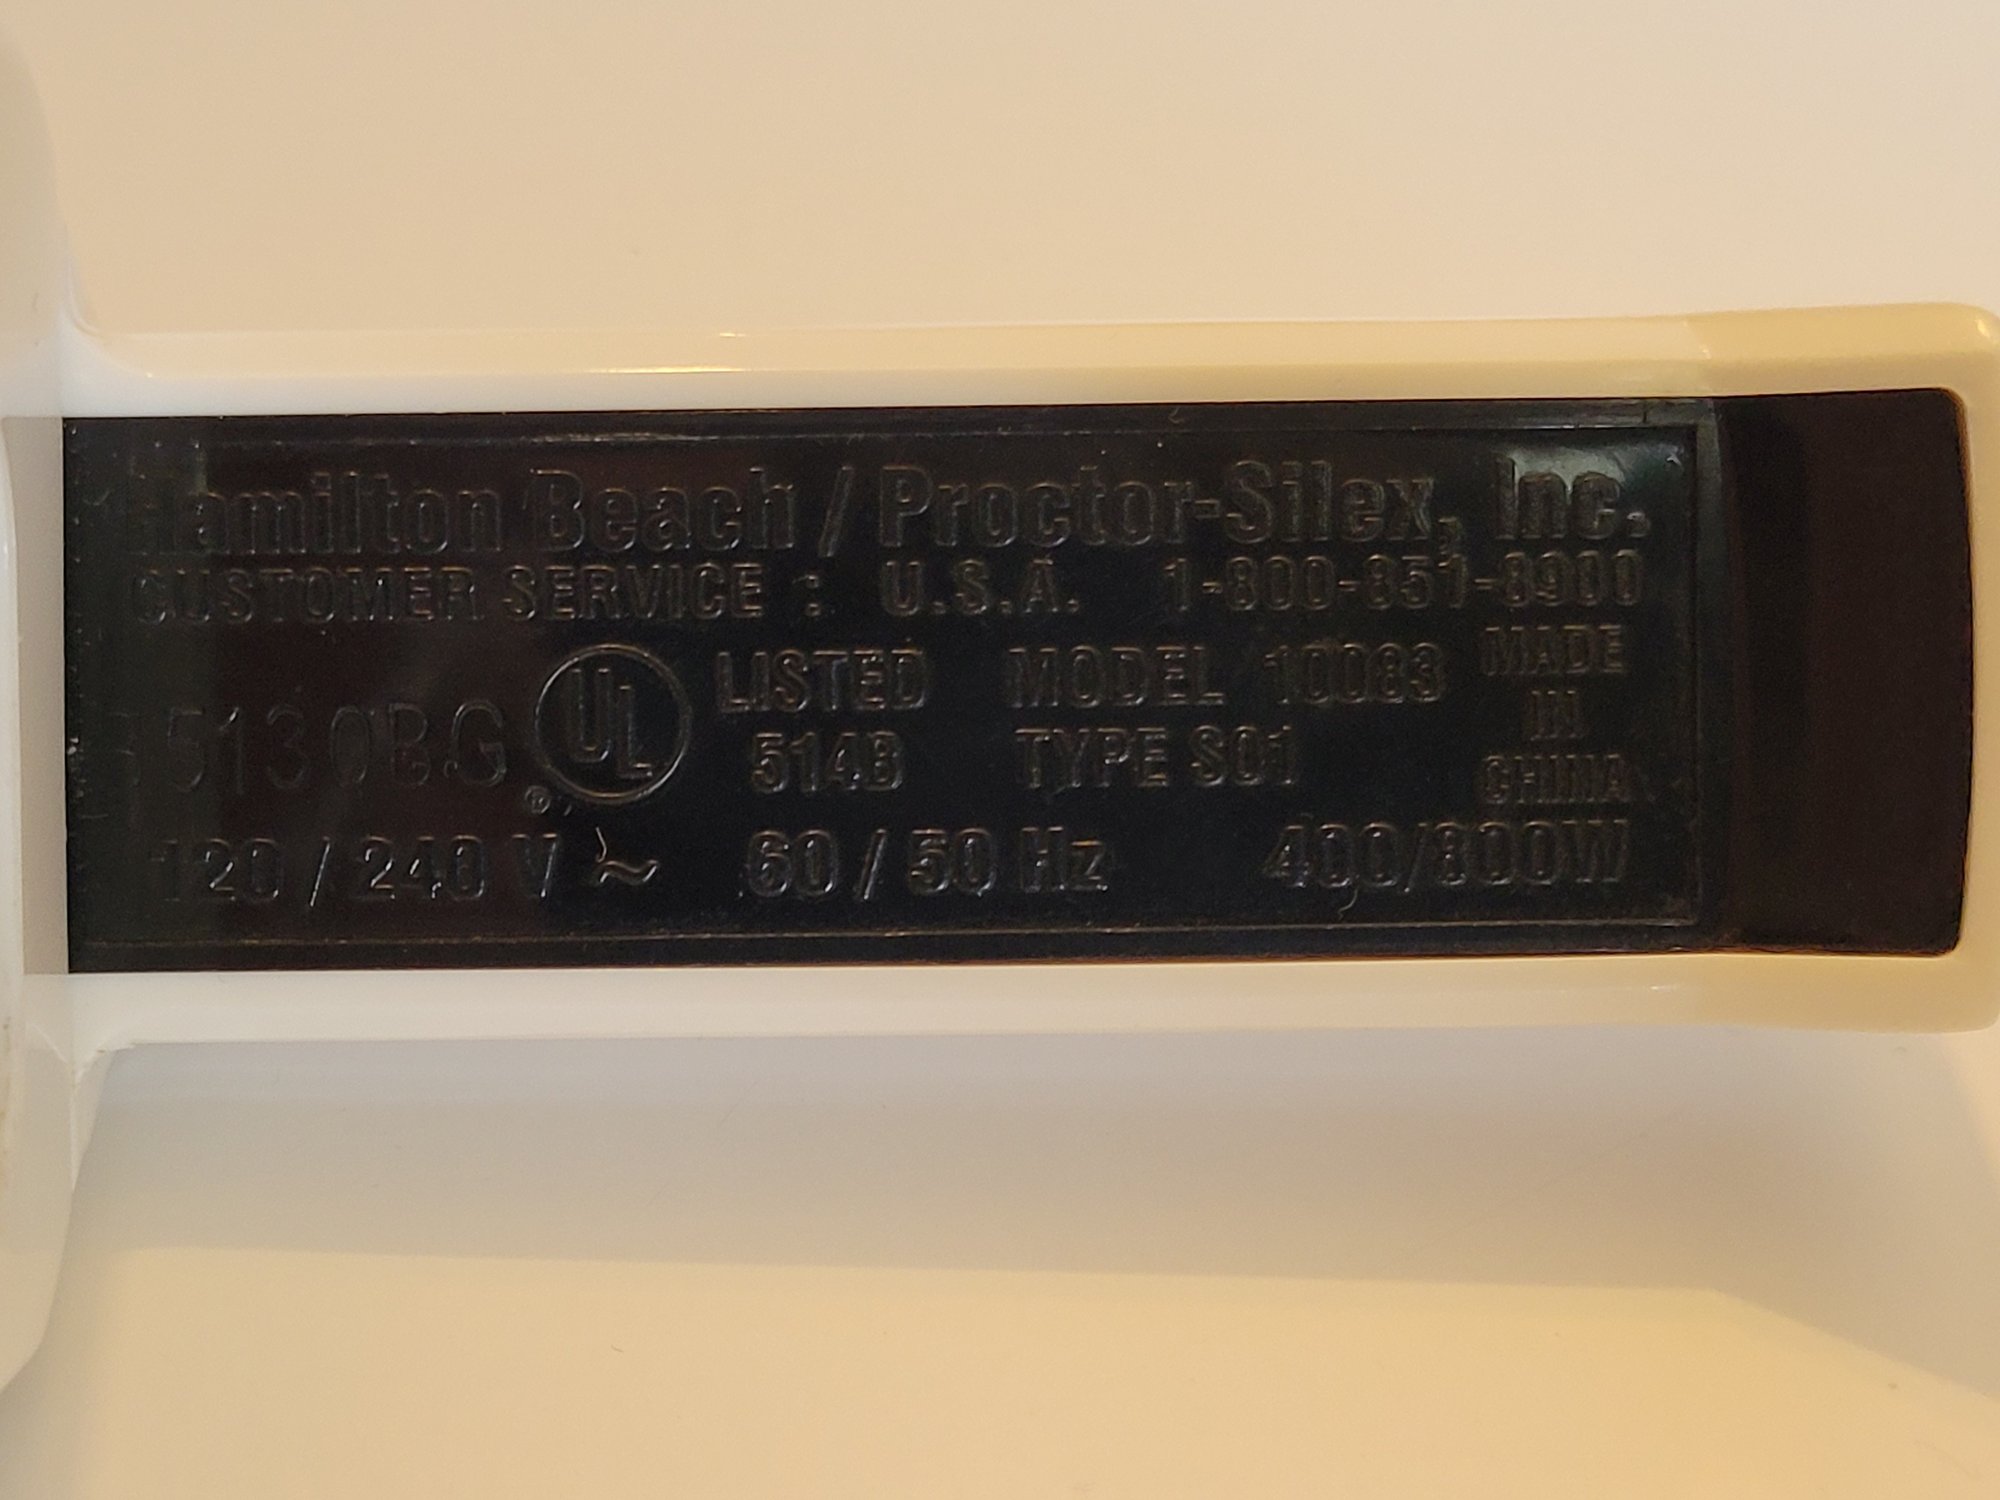 Hamilton Beach / Proctor-Silex, Inc.
CUSTOMER SERVICE : U.S.A. 1-800-851-8900
UL ® LISTED MODEL 10083 MADE
514B TYPE S01 IN
CHINA
120 / 240 V ~ 60 / 50 Hz 400/800W